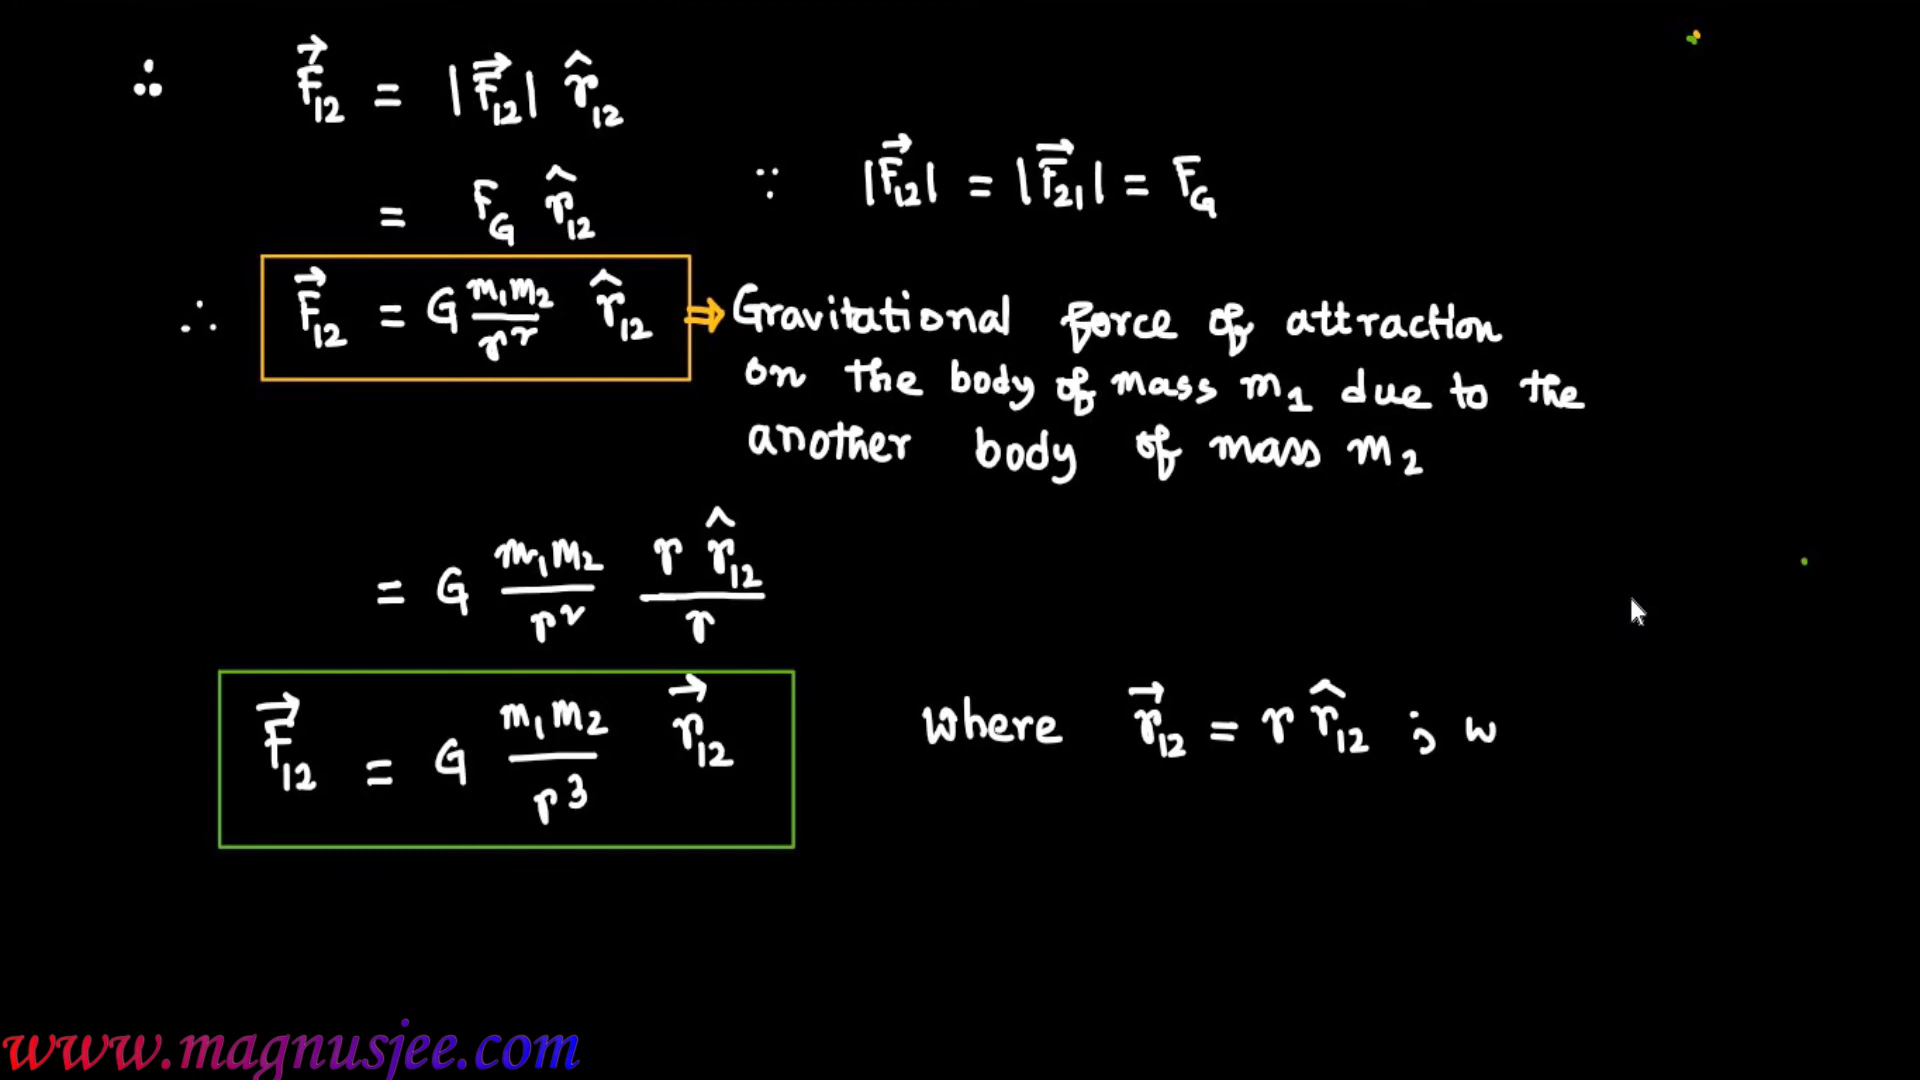 ∴ F⃗₁₂ = |F⃗₁₂| r̂₁₂
= F_G r̂₁₂ ∵ |F⃗₁₂| = |F⃗₂₁| = F_G
∴ F⃗₁₂ = G m₁m₂/r² r̂₁₂ ⇒ Gravitational force of attraction
on the body of mass m₁ due to the
another body of mass m₂
= G m₁m₂/r² r r̂₁₂/r
F⃗₁₂ = G m₁m₂/r³ r⃗₁₂ where r⃗₁₂ = r r̂₁₂ ; w
www.magnusjee.com